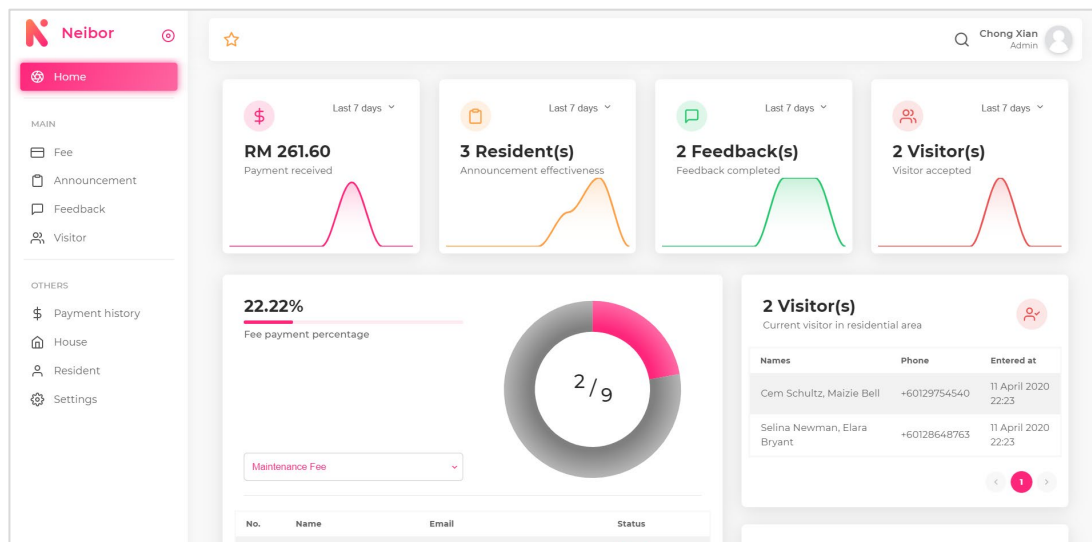 Neibor
Home
MAIN
Fee
Announcement
Feedback
Visitor
OTHERS
Payment history
House
Resident
Settings
Chong Xian
Admin
Last 7 days
RM 261.60
Payment received
Last 7 days
3 Resident(s)
Announcement effectiveness
Last 7 days
2 Feedback(s)
Feedback completed
Last 7 days
2 Visitor(s)
Visitor accepted
22.22%
Fee payment percentage
2 / 9
Maintenance Fee
No. Name Email Status
2 Visitor(s)
Current visitor in residential area
Names Phone Entered at
Cem Schultz, Maizie Bell +60129754540 11 April 2020
22:23
Selina Newman, Elara +60128648763 11 April 2020
Bryant 22:23
1